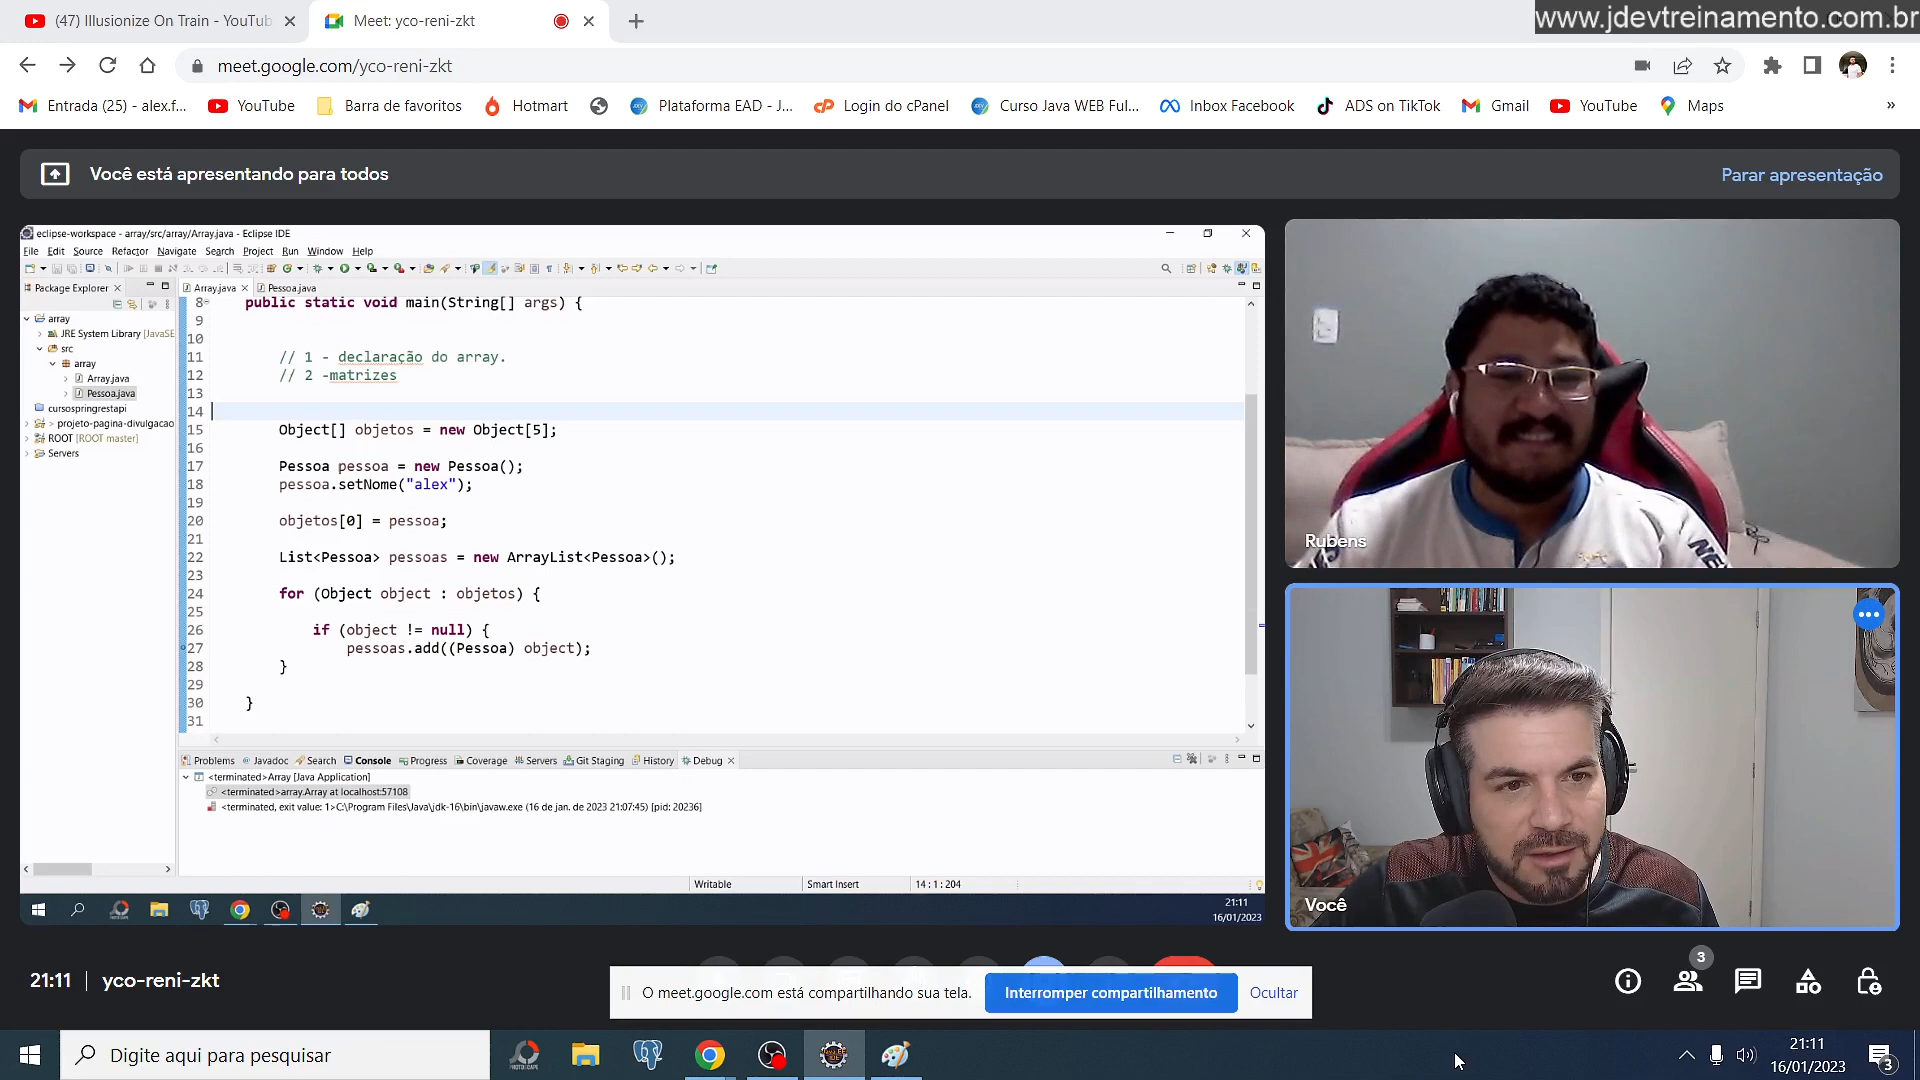 (47) Illusionize On Train - YouTub
Meet: yco-reni-zkt
www.jdevtreinamento.com.br
meet.google.com/yco-reni-zkt
Entrada (25) - alex.f...
YouTube
Barra de favoritos
Hotmart
Plataforma EAD - J...
Login do cPanel
Curso Java WEB Ful...
Inbox Facebook
ADS on TikTok
Gmail
YouTube
Maps
»
Você está apresentando para todos
Parar apresentação
eclipse-workspace - array/src/array/Array.java - Eclipse IDE
File Edit Source Refactor Navigate Search Project Run Window Help
Package Explorer
Array.java
Pessoa.java
array
JRE System Library [JavaSE
src
array
Array.java
Pessoa.java
cursospringrestapi
projeto-pagina-divulgacao
ROOT [ROOT master]
Servers
8 public static void main(String[] args) {
9
10
11 // 1 - declaração do array.
12 // 2 -matrizes
13
14
15 Object[] objetos = new Object[5];
16
17 Pessoa pessoa = new Pessoa();
18 pessoa.setNome("alex");
19
20 objetos[0] = pessoa;
21
22 List<Pessoa> pessoas = new ArrayList<Pessoa>();
23
24 for (Object object : objetos) {
25
26 if (object != null) {
27 pessoas.add((Pessoa) object);
28 }
29
30 }
31
Problems Javadoc Search Console Progress Coverage Servers Git Staging History Debug
<terminated>Array [Java Application]
<terminated>array.Array at localhost:57108
<terminated, exit value: 1>C:\Program Files\Java\jdk-16\bin\javaw.exe (16 de jan. de 2023 21:07:45) [pid: 20236]
Writable
Smart Insert
14 : 1 : 204
21:11
16/01/2023
Rubens
Você
21:11 | yco-reni-zkt
O meet.google.com está compartilhando sua tela.
Interromper compartilhamento
Ocultar
3
Digite aqui para pesquisar
21:11
16/01/2023
3